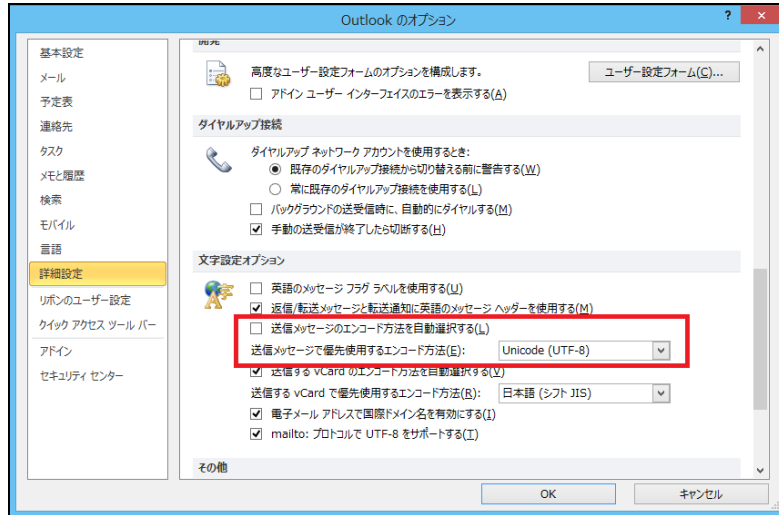 Outlook のオプション
?
×
基本設定
メール
予定表
連絡先
タスク
メモと履歴
検索
モバイル
言語
詳細設定
リボンのユーザー設定
クイック アクセス ツール バー
アドイン
セキュリティ センター
開発
高度なユーザー設定フォームのオプションを構成します。
ユーザー設定フォーム(C)...
アドイン ユーザー インターフェイスのエラーを表示する(A)
ダイヤルアップ接続
ダイヤルアップ ネットワーク アカウントを使用するとき:
既存のダイヤルアップ接続から切り替える前に警告する(W)
常に既存のダイヤルアップ接続を使用する(L)
バックグラウンドの送受信時に、自動的にダイヤルする(M)
手動の送受信が終了したら切断する(H)
文字設定オプション
英語のメッセージ フラグ ラベルを使用する(U)
返信/転送メッセージと転送通知に英語のメッセージ ヘッダーを使用する(M)
送信メッセージのエンコード方法を自動選択する(L)
送信メッセージで優先使用するエンコード方法(E): Unicode (UTF-8)
送信する vCard のエンコード方法を自動選択する(V)
送信する vCard で優先使用するエンコード方法(R): 日本語 (シフト JIS)
電子メール アドレスで国際ドメイン名を有効にする(I)
mailto: プロトコルで UTF-8 をサポートする(T)
その他
OK
キャンセル